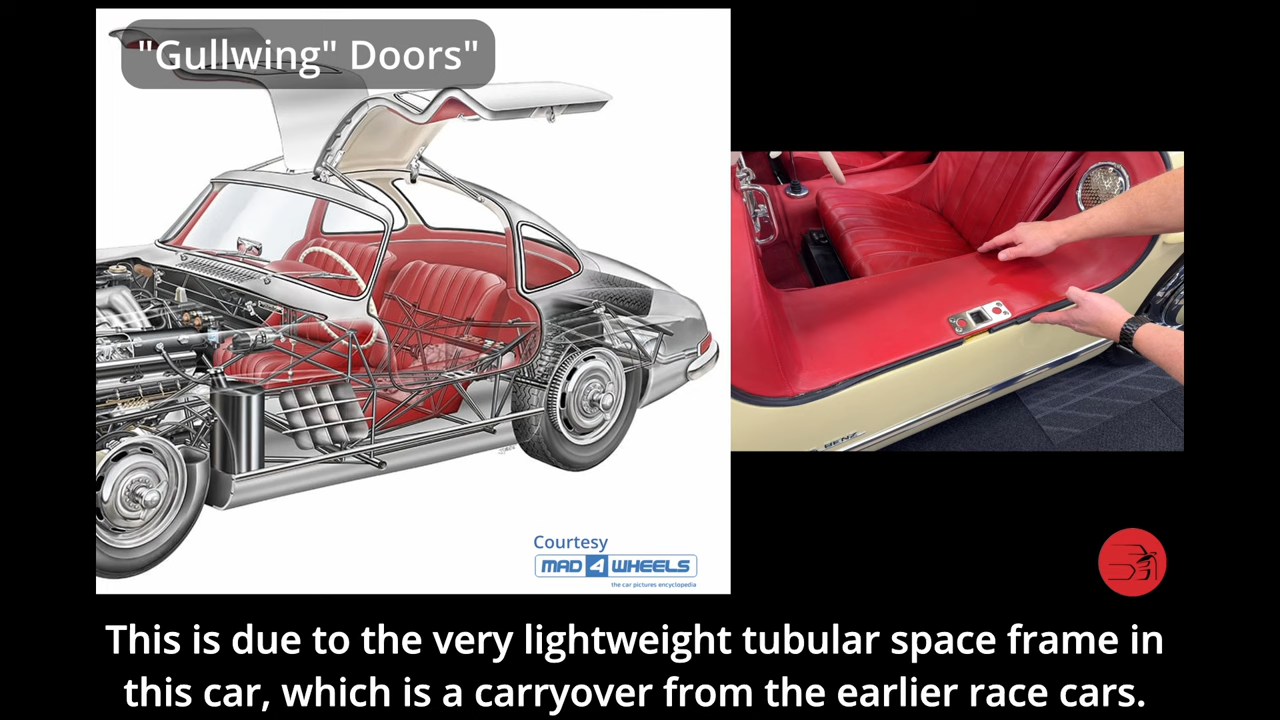 "Gullwing" Doors"
BENZ
Courtesy
MAD 4 WHEELS
the car pictures encyclopedia
This is due to the very lightweight tubular space frame in
this car, which is a carryover from the earlier race cars.